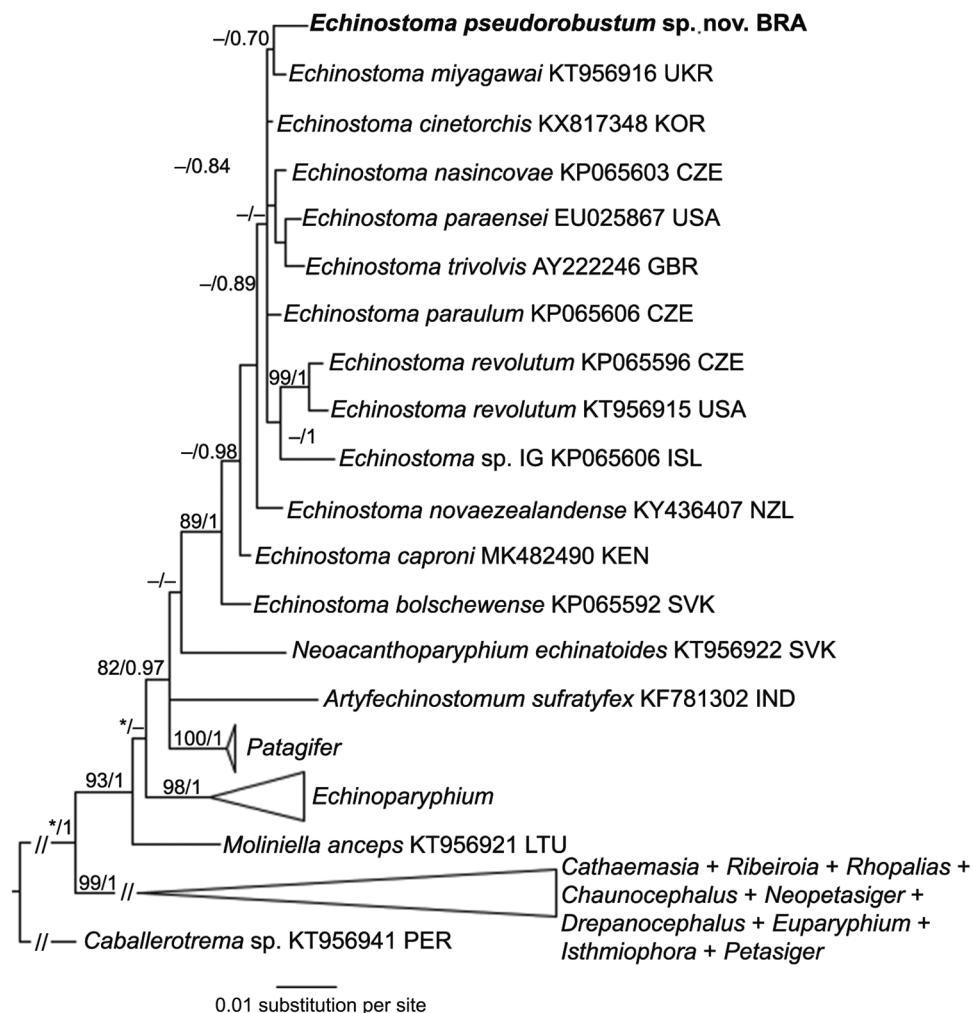 –/0.70
Echinostoma pseudorobustum sp. nov. BRA
Echinostoma miyagawai KT956916 UKR
Echinostoma cinetorchis KX817348 KOR
–/0.84
Echinostoma nasincovae KP065603 CZE
–/–
Echinostoma paraensei EU025867 USA
Echinostoma trivolvis AY222246 GBR
–/0.89
Echinostoma paraulum KP065606 CZE
Echinostoma revolutum KP065596 CZE
99/1
Echinostoma revolutum KT956915 USA
–/1
–/0.98
Echinostoma sp. IG KP065606 ISL
Echinostoma novaezealandense KY436407 NZL
89/1
Echinostoma caproni MK482490 KEN
–/–
Echinostoma bolschewense KP065592 SVK
Neoacanthoparyphium echinatoides KT956922 SVK
82/0.97
Artyfechinostomum sufratyfex KF781302 IND
*/–
100/1
Patagifer
93/1
98/1
Echinoparyphium
*/1
//
Moliniella anceps KT956921 LTU
99/1
//
Cathaemasia + Ribeiroia + Rhopalias +
Chaunocephalus + Neopetasiger +
Drepanocephalus + Euparyphium +
Isthmiophora + Petasiger
//
Caballerotrema sp. KT956941 PER
0.01 substitution per site